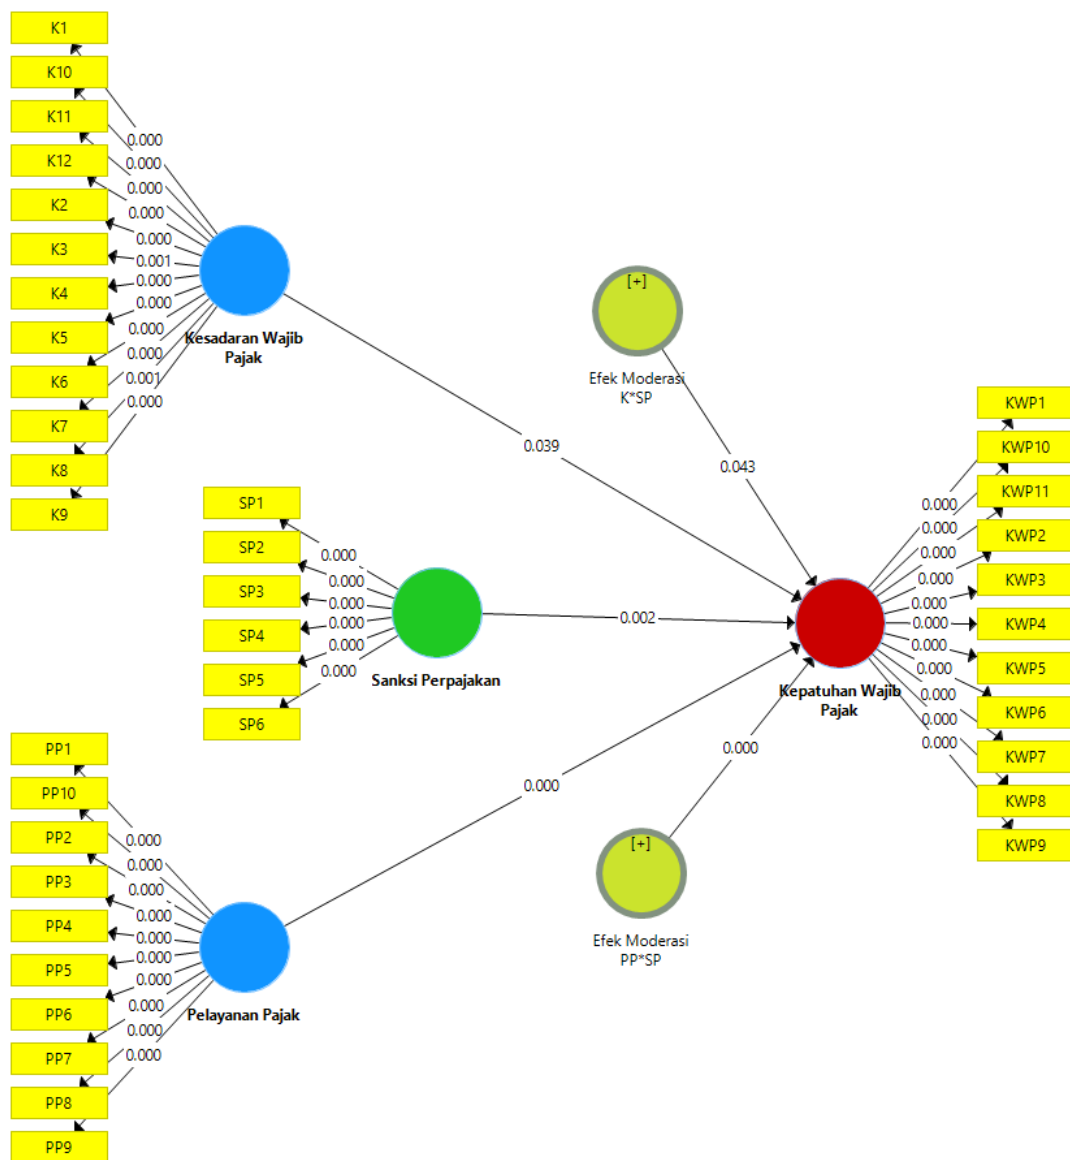 K1
K10
K11
K12
K2
K3
K4
K5
K6
K7
K8
K9
0.000
0.000
0.000
0.000
0.000
0.001
0.000
0.000
0.000
0.000
0.001
0.000
Kesadaran Wajib
Pajak
0.039
[+]
Efek Moderasi
K*SP
0.043
SP1
SP2
SP3
SP4
SP5
SP6
0.000
0.000
0.000
0.000
0.000
0.000
Sanksi Perpajakan
0.002
PP1
PP10
PP2
PP3
PP4
PP5
PP6
PP7
PP8
PP9
0.000
0.000
0.000
0.000
0.000
0.000
0.000
0.000
0.000
0.000
Pelayanan Pajak
0.000
[+]
Efek Moderasi
PP*SP
0.000
Kepatuhan Wajib
Pajak
0.000
0.000
0.000
0.000
0.000
0.000
0.000
0.000
0.000
0.000
0.000
KWP1
KWP10
KWP11
KWP2
KWP3
KWP4
KWP5
KWP6
KWP7
KWP8
KWP9